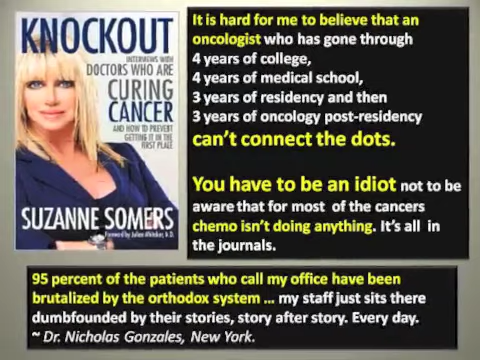 KNOCKOUT
INTERVIEWS WITH
DOCTORS WHO ARE
CURING
CANCER
AND HOW TO PREVENT
GETTING IT IN THE
FIRST PLACE
SUZANNE SOMERS
Foreword by Julian Whitaker, M.D.
It is hard for me to believe that an
oncologist who has gone through
4 years of college,
4 years of medical school,
3 years of residency and then
3 years of oncology post-residency
can't connect the dots.
You have to be an idiot not to be
aware that for most of the cancers
chemo isn't doing anything. It's all in
the journals.
95 percent of the patients who call my office have been
brutalized by the orthodox system ... my staff just sits there
dumbfounded by their stories, story after story. Every day.
~ Dr. Nicholas Gonzales, New York.